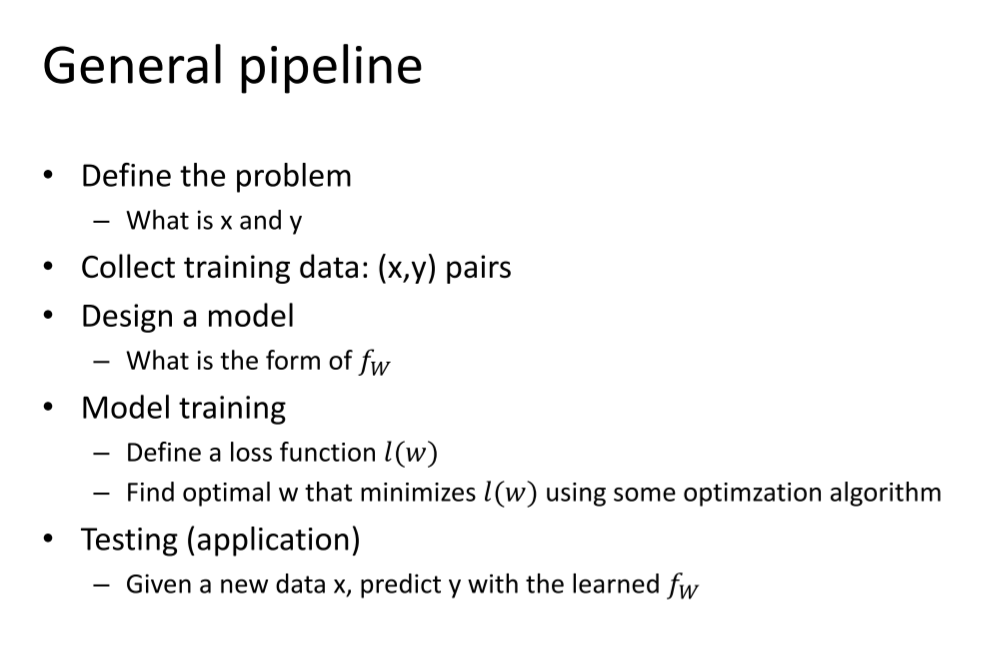 General pipeline
• Define the problem
– What is x and y
• Collect training data: (x,y) pairs
• Design a model
– What is the form of f_W
• Model training
– Define a loss function l(w)
– Find optimal w that minimizes l(w) using some optimzation algorithm
• Testing (application)
– Given a new data x, predict y with the learned f_W